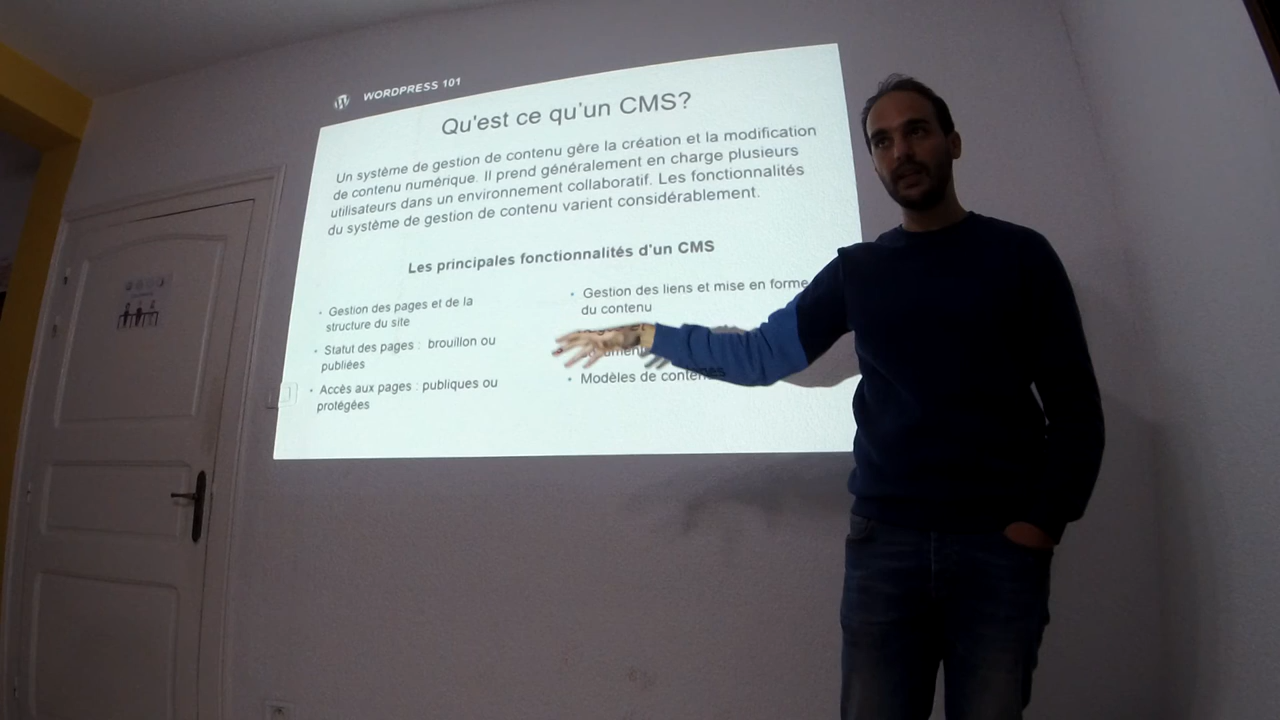 WORDPRESS 101
Qu'est ce qu'un CMS?
Un système de gestion de contenu gère la création et la modification
de contenu numérique. Il prend généralement en charge plusieurs
utilisateurs dans un environnement collaboratif. Les fonctionnalités
du système de gestion de contenu varient considérablement.
Les principales fonctionnalités d'un CMS
• Gestion des pages et de la
structure du site
• Statut des pages : brouillon ou
publiées
• Accès aux pages : publiques ou
protégées
• Gestion des liens et mise en forme
du contenu
• Modèles de contenus